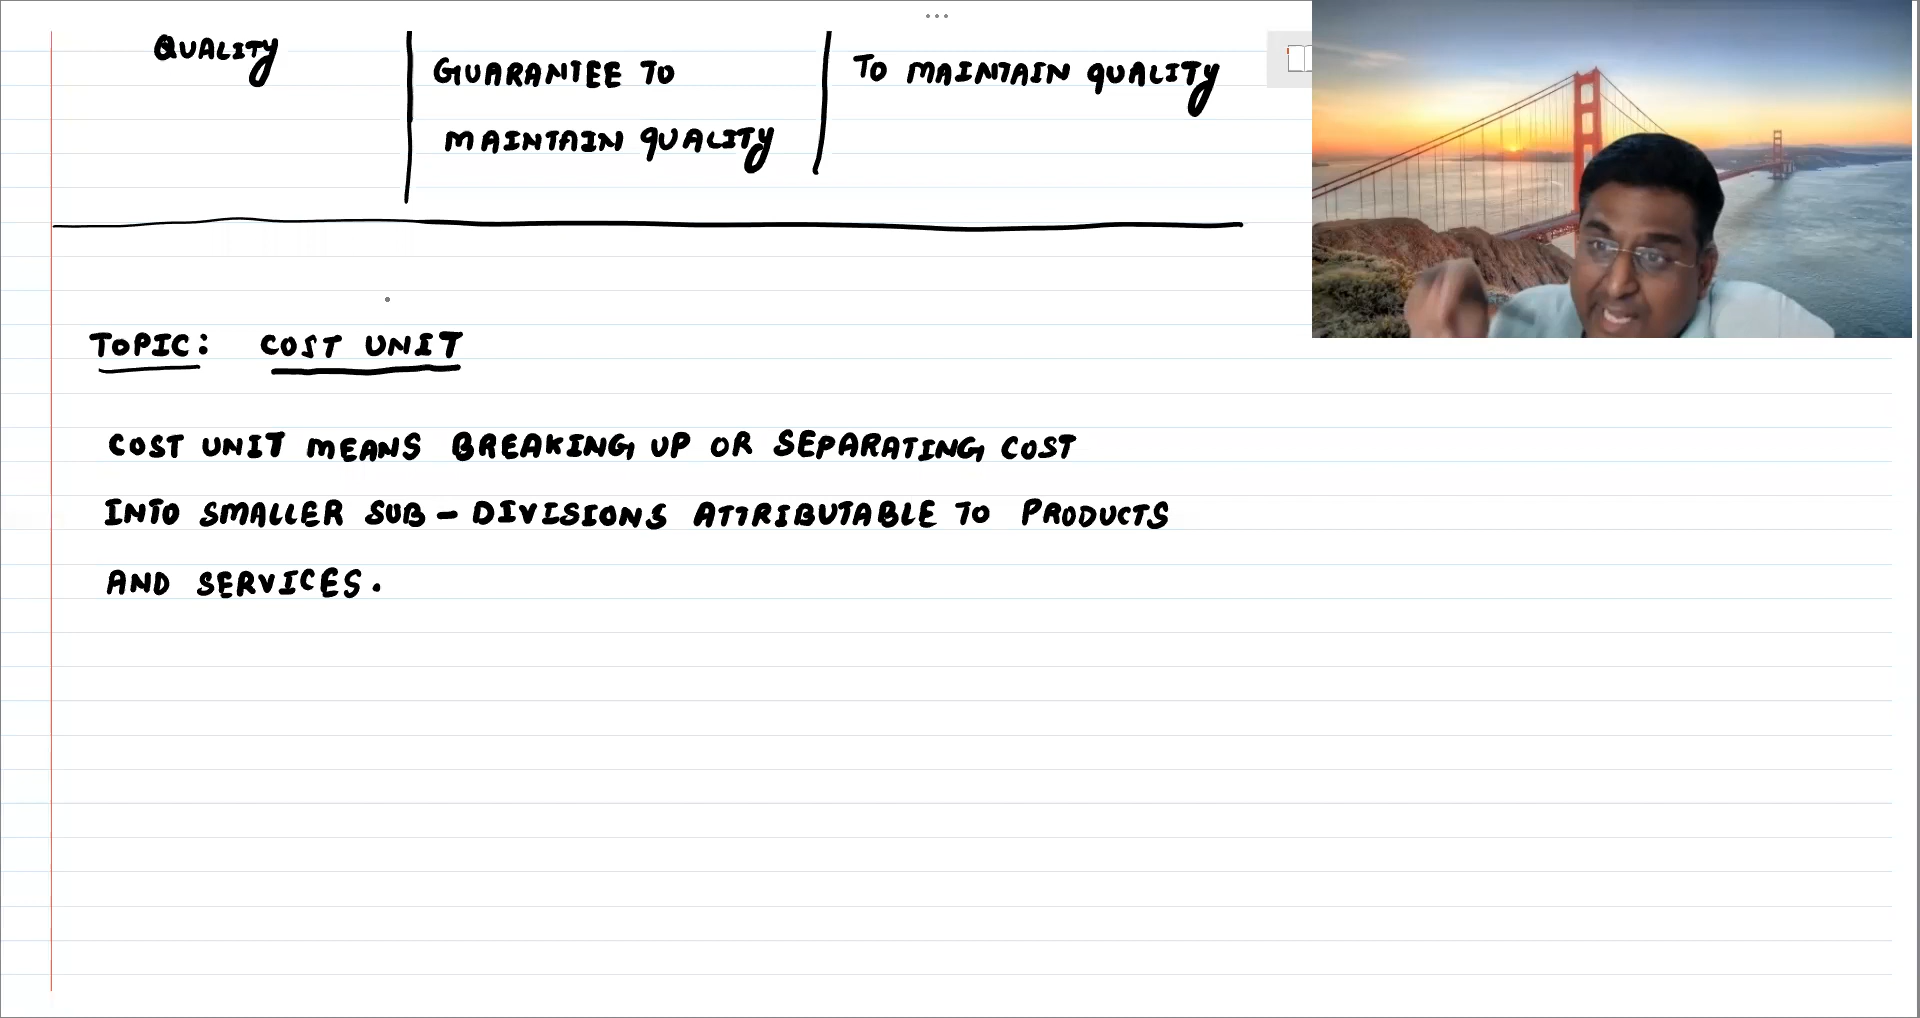 QUALITY
GUARANTEE TO
MAINTAIN QUALITY
TO MAINTAIN QUALITY
TOPIC: COST UNIT
COST UNIT MEANS BREAKING UP OR SEPARATING COST
INTO SMALLER SUB-DIVISIONS ATTRIBUTABLE TO PRODUCTS
AND SERVICES.